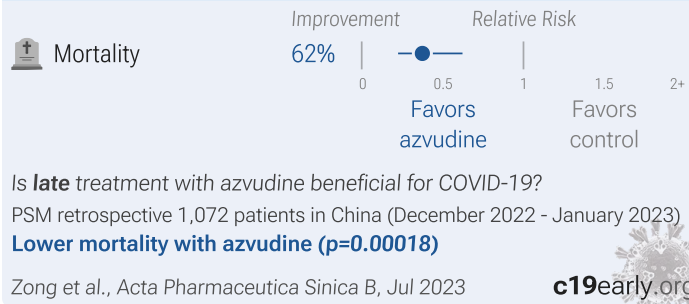 Improvement Relative Risk
Mortality 62%
0 0.5 1 1.5 2+
Favors azvudine
Favors control
Is late treatment with azvudine beneficial for COVID-19?
PSM retrospective 1,072 patients in China (December 2022 - January 2023)
Lower mortality with azvudine (p=0.00018)
Zong et al., Acta Pharmaceutica Sinica B, Jul 2023 c19early.org